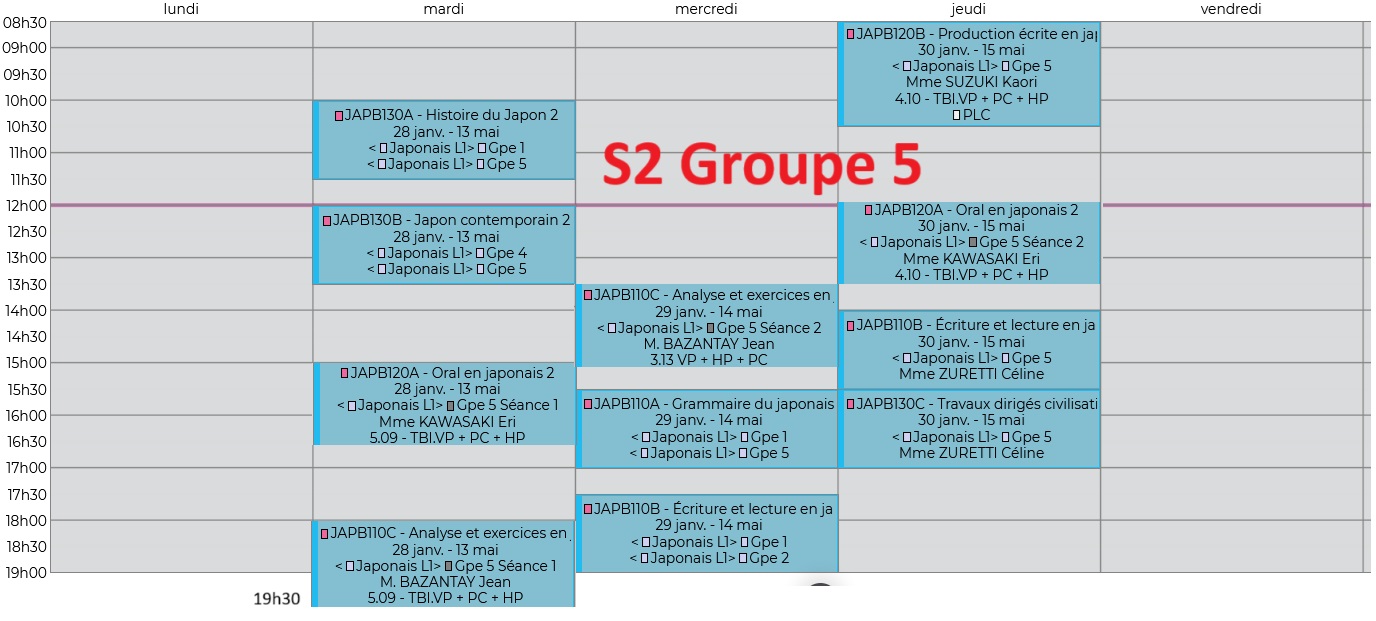 lundi
mardi
mercredi
jeudi
vendredi
08h30
09h00
09h30
10h00
10h30
11h00
11h30
12h00
12h30
13h00
13h30
14h00
14h30
15h00
15h30
16h00
16h30
17h00
17h30
18h00
18h30
19h00
19h30
S2 Groupe 5
JAPB130A - Histoire du Japon 2
28 janv. - 13 mai
< Japonais L1> Gpe 1
< Japonais L1> Gpe 5
JAPB130B - Japon contemporain 2
28 janv. - 13 mai
< Japonais L1> Gpe 4
< Japonais L1> Gpe 5
JAPB120A - Oral en japonais 2
28 janv. - 13 mai
< Japonais L1> Gpe 5 Séance 1
Mme KAWASAKI Eri
5.09 - TBI.VP + PC + HP
JAPB110C - Analyse et exercices en
28 janv. - 13 mai
< Japonais L1> Gpe 5 Séance 1
M. BAZANTAY Jean
5.09 - TBI.VP + PC + HP
JAPB110C - Analyse et exercices en
29 janv. - 14 mai
< Japonais L1> Gpe 5 Séance 2
M. BAZANTAY Jean
3.13 VP + HP + PC
JAPB110A - Grammaire du japonais
29 janv. - 14 mai
< Japonais L1> Gpe 1
< Japonais L1> Gpe 5
JAPB110B - Écriture et lecture en ja
29 janv. - 14 mai
< Japonais L1> Gpe 1
< Japonais L1> Gpe 2
JAPB120B - Production écrite en jap
30 janv. - 15 mai
< Japonais L1> Gpe 5
Mme SUZUKI Kaori
4.10 - TBI.VP + PC + HP
PLC
JAPB120A - Oral en japonais 2
30 janv. - 15 mai
< Japonais L1> Gpe 5 Séance 2
Mme KAWASAKI Eri
4.10 - TBI.VP + PC + HP
JAPB110B - Écriture et lecture en ja
30 janv. - 15 mai
< Japonais L1> Gpe 5
Mme ZURETTI Céline
JAPB130C - Travaux dirigés civilisati
30 janv. - 15 mai
< Japonais L1> Gpe 5
Mme ZURETTI Céline